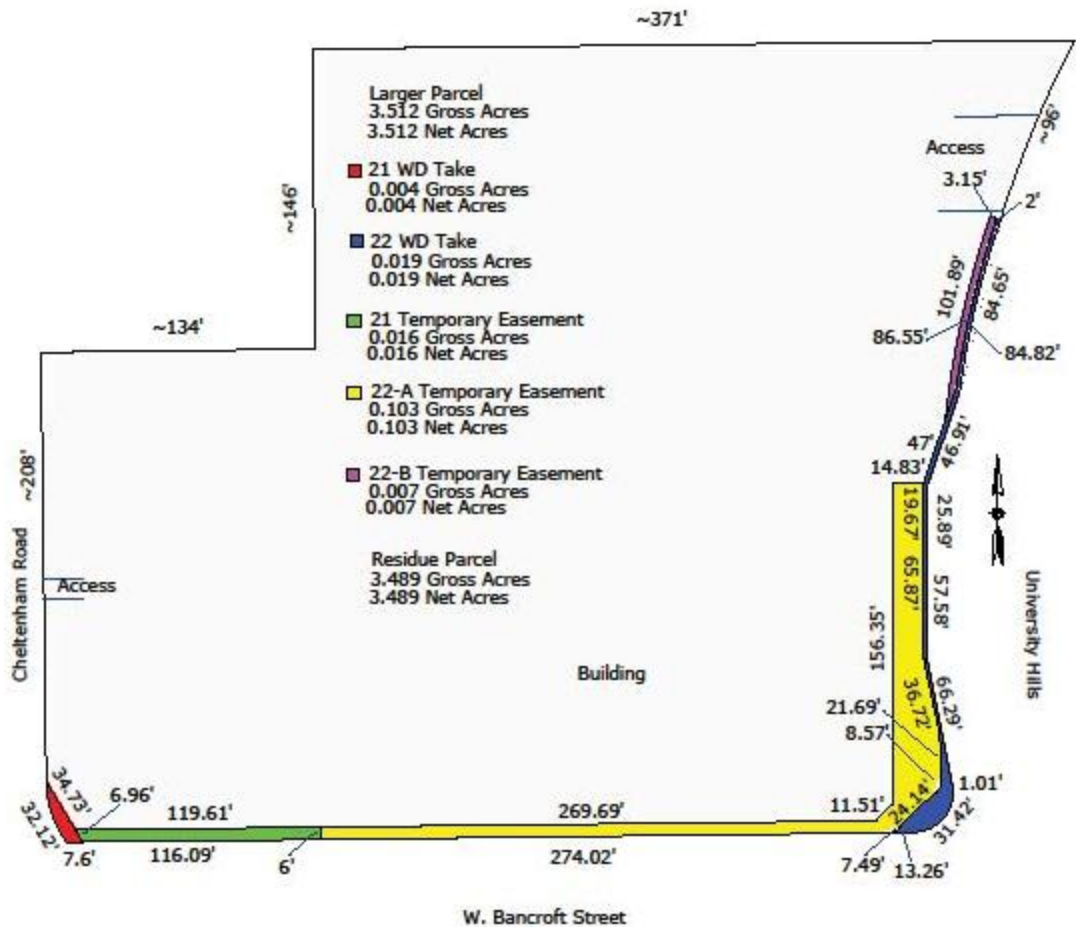 ~371'
Larger Parcel
3.512 Gross Acres
3.512 Net Acres
21 WD Take
0.004 Gross Acres
0.004 Net Acres
22 WD Take
0.019 Gross Acres
0.019 Net Acres
21 Temporary Easement
0.016 Gross Acres
0.016 Net Acres
22-A Temporary Easement
0.103 Gross Acres
0.103 Net Acres
22-B Temporary Easement
0.007 Gross Acres
0.007 Net Acres
Residue Parcel
3.489 Gross Acres
3.489 Net Acres
~146'
~134'
~208'
Cheltenham Road
Access
~96'
Access
3.15'
2'
101.89'
84.65'
86.55'
84.82'
47'
46.91'
14.83'
19.67'
25.89'
65.87'
57.58'
156.35'
University Hills
Building
66.29'
36.72'
21.69'
8.57'
1.01'
24.14'
31.42'
11.51'
34.73'
32.12'
6.96'
119.61'
269.69'
7.6'
116.09'
6'
274.02'
7.49'
13.26'
W. Bancroft Street